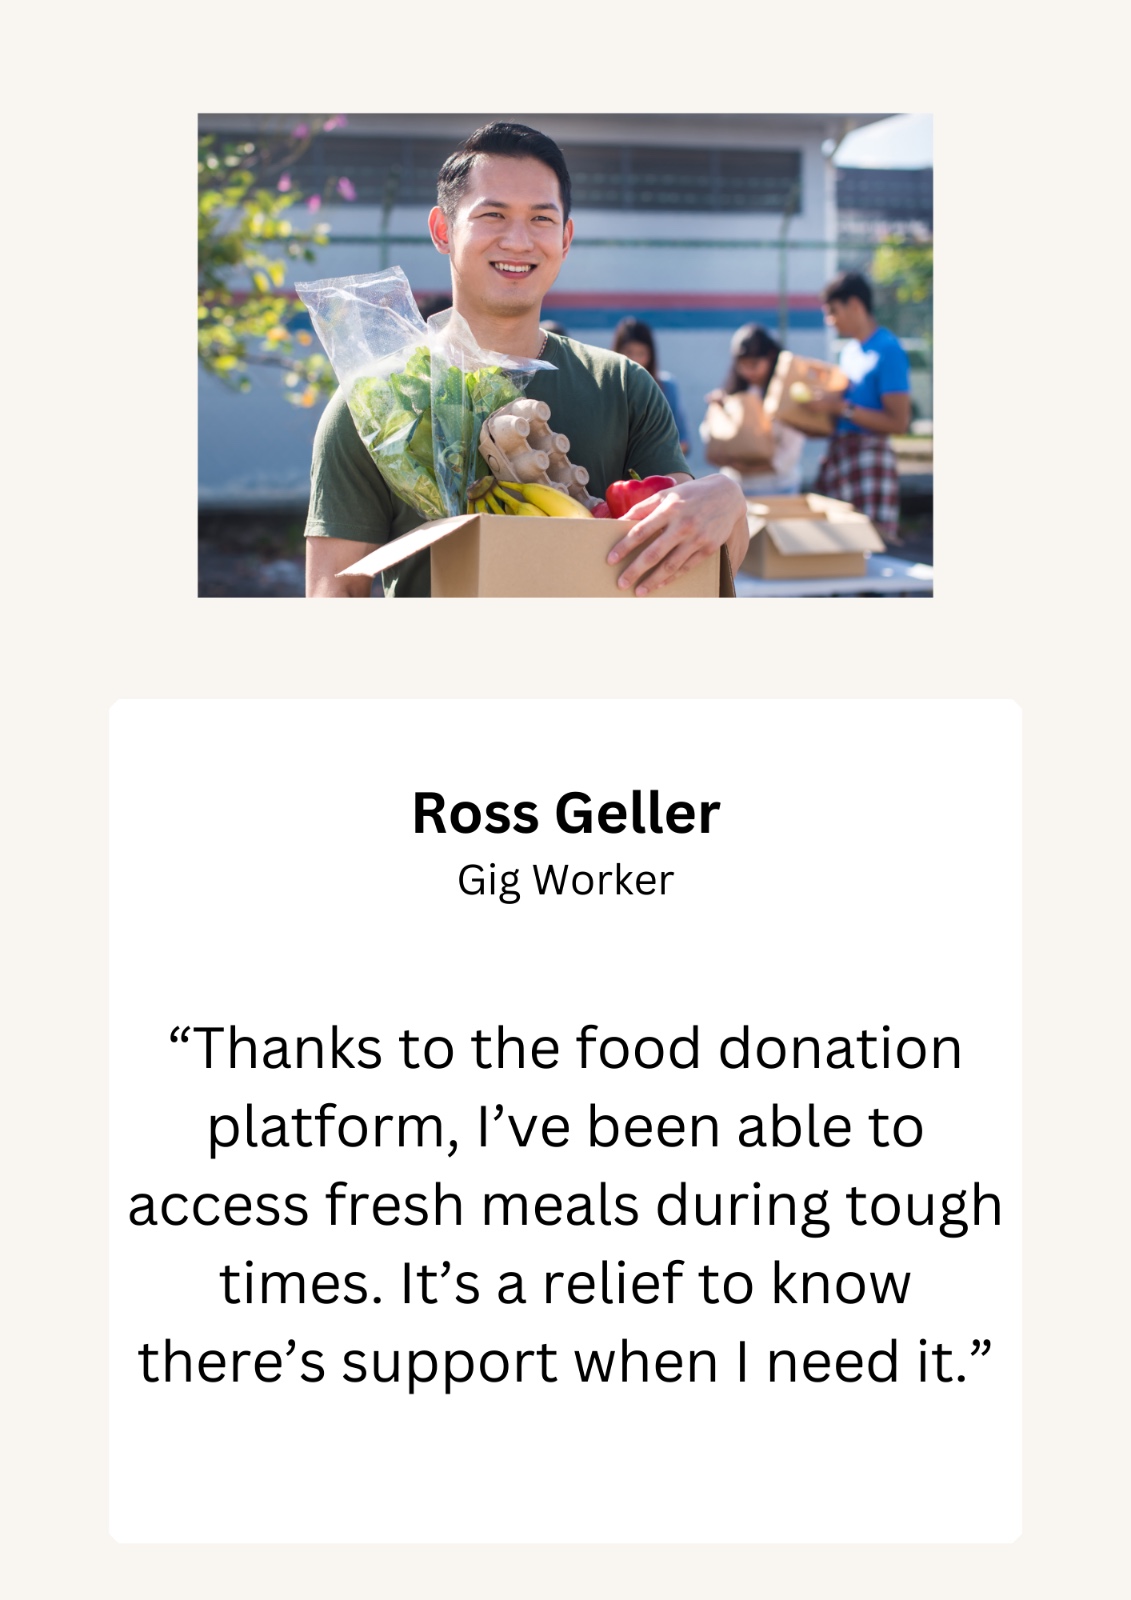 Ross Geller
Gig Worker
“Thanks to the food donation
platform, I’ve been able to
access fresh meals during tough
times. It’s a relief to know
there’s support when I need it.”